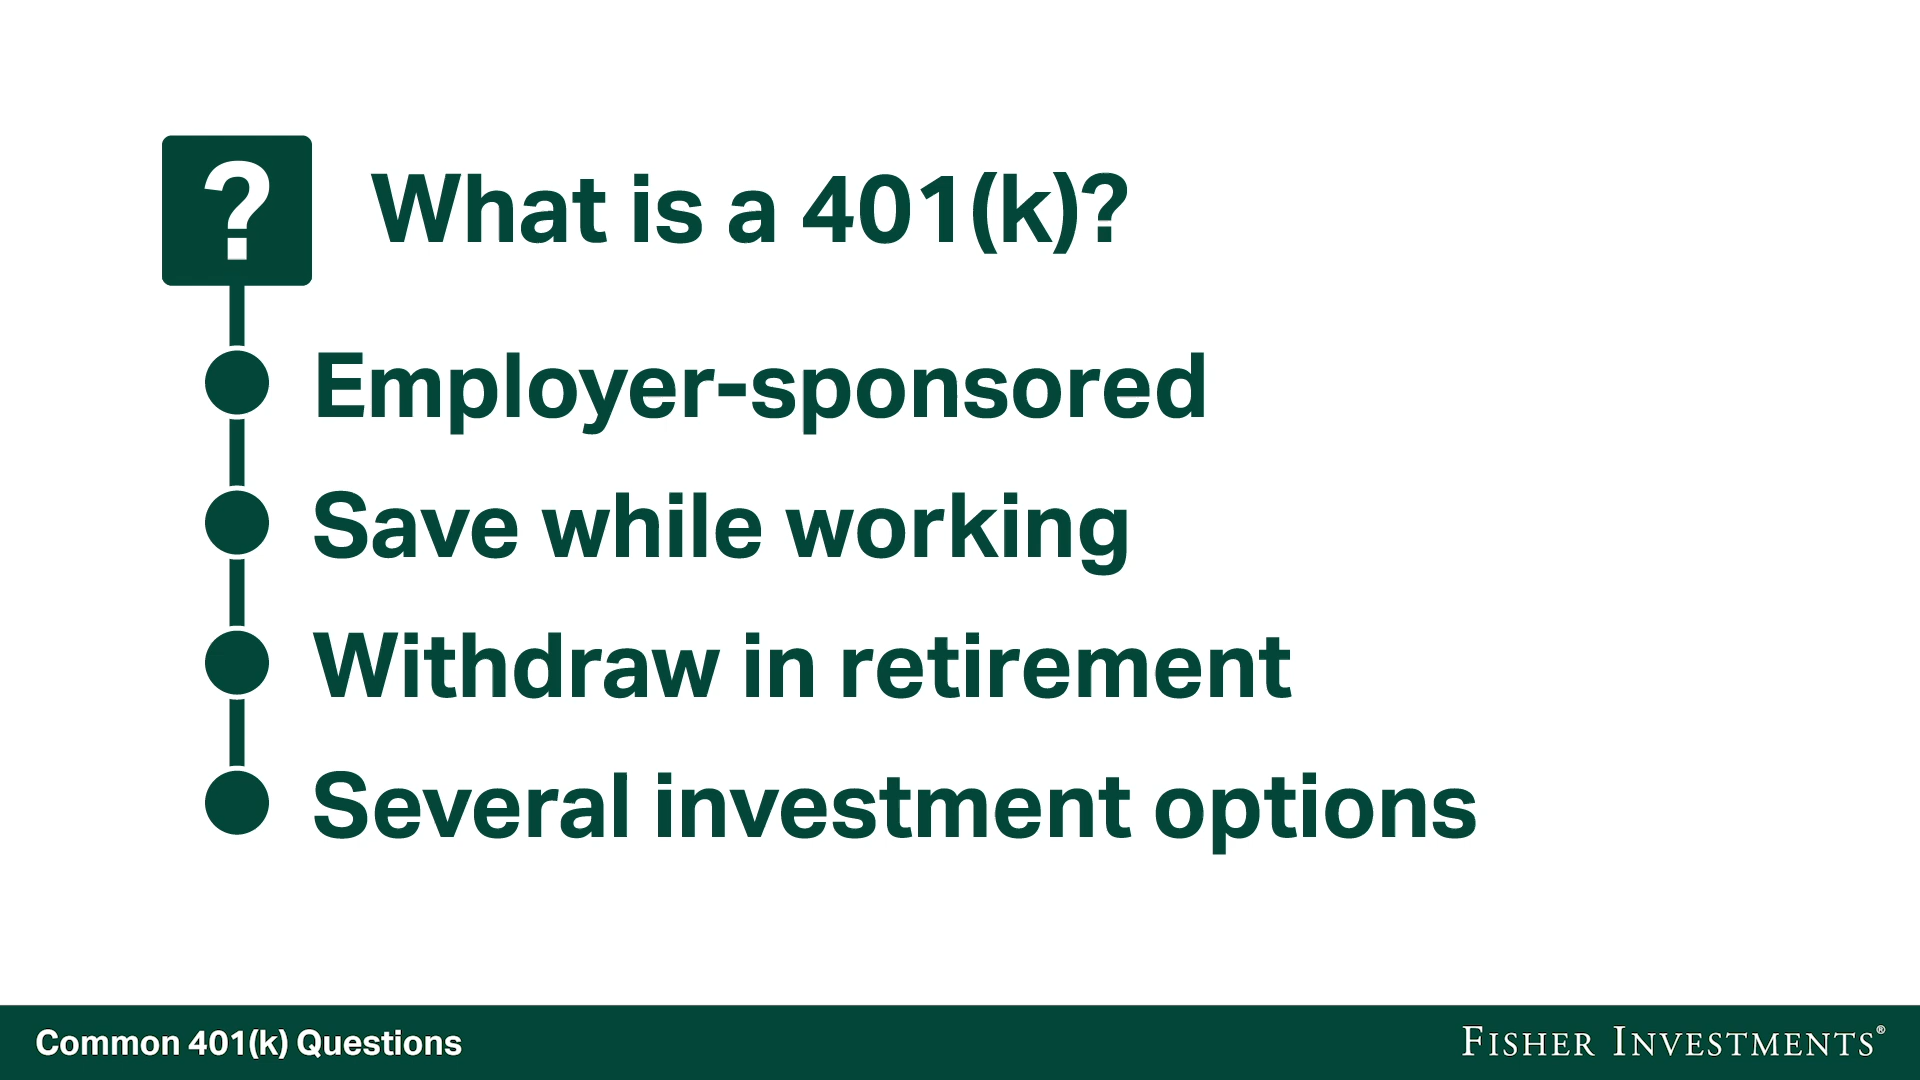 ?
What is a 401(k)?
Employer-sponsored
Save while working
Withdraw in retirement
Several investment options
Common 401(k) Questions
FISHER INVESTMENTS®